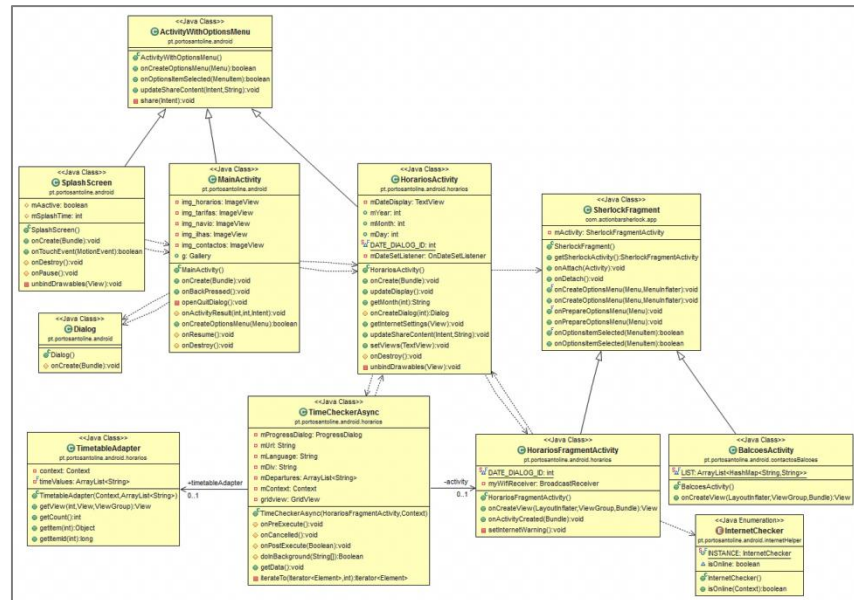 <<Java Class>>
ActivityWithOptionsMenu
pt.portosantoline.android
ActivityWithOptionsMenu()
onCreateOptionsMenu(Menu):boolean
onOptionsItemSelected(MenuItem):boolean
updateShareContent(Intent,String):void
share(Intent):void
<<Java Class>>
SplashScreen
pt.portosantoline.android
mAactive: boolean
mSplashTime: int
SplashScreen()
onCreate(Bundle):void
onTouchEvent(MotionEvent):boolean
onDestroy():void
onPause():void
unbindDrawables(View):void
<<Java Class>>
MainActivity
pt.portosantoline.android
img_horarios: ImageView
img_tarifas: ImageView
img_navio: ImageView
img_ilhas: ImageView
img_contactos: ImageView
g: Gallery
MainActivity()
onCreate(Bundle):void
onBackPressed():void
openQuitDialog():void
onActivityResult(int,int,Intent):void
onCreateOptionsMenu(Menu):boolean
onResume():void
onDestroy():void
<<Java Class>>
HorariosActivity
pt.portosantoline.android.horarios
mDateDisplay: TextView
mYear: int
mMonth: int
mDay: int
DATE_DIALOG_ID: int
mDateSetListener: OnDateSetListener
HorariosActivity()
onCreate(Bundle):void
updateDisplay():void
getMonth(int):String
onCreateDialog(int):Dialog
getInternetSettings(View):void
updateShareContent(Intent,String):void
setViews(TextView):void
onDestroy():void
unbindDrawables(View):void
<<Java Class>>
SherlockFragment
com.actionbarsherlock.app
mActivity: SherlockFragmentActivity
SherlockFragment()
getSherlockActivity():SherlockFragmentActivity
onAttach(Activity):void
onDetach():void
onCreateOptionsMenu(Menu,MenuInflater):void
onCreateOptionsMenu(Menu,MenuInflater):void
onPrepareOptionsMenu(Menu):void
onPrepareOptionsMenu(Menu):void
onOptionsItemSelected(MenuItem):boolean
onOptionsItemSelected(MenuItem):boolean
<<Java Class>>
Dialog
pt.portosantoline.android
Dialog()
onCreate(Bundle):void
<<Java Class>>
TimetableAdapter
pt.portosantoline.android.horarios
context: Context
timeValues: ArrayList<String>
TimetableAdapter(Context,ArrayList<String>)
getView(int,View,ViewGroup):View
getCount():int
getItem(int):Object
getItemId(int):long
+timetableAdapter
0..1
<<Java Class>>
TimeCheckerAsync
pt.portosantoline.android.horarios
mProgressDialog: ProgressDialog
mUrl: String
mLanguage: String
mDiv: String
mDepartures: ArrayList<String>
mContext: Context
gridview: GridView
TimeCheckerAsync(HorariosFragmentActivity,Context)
onPreExecute():void
onCancelled():void
onPostExecute(Boolean):void
doInBackground(String[]):Boolean
getData():void
iterateTo(Iterator<Element>,int):Iterator<Element>
-activity
0..1
<<Java Class>>
HorariosFragmentActivity
pt.portosantoline.android.horarios
DATE_DIALOG_ID: int
myWifiReceiver: BroadcastReceiver
HorariosFragmentActivity()
onCreateView(LayoutInflater,ViewGroup,Bundle):View
onActivityCreated(Bundle):void
setInternetWarning():void
<<Java Class>>
BalcoesActivity
pt.portosantoline.android.contactosBalcoes
LIST: ArrayList<HashMap<String,String>>
BalcoesActivity()
onCreateView(LayoutInflater,ViewGroup,Bundle):View
<<Java Enumeration>>
InternetChecker
pt.portosantoline.android.internetHelper
INSTANCE: InternetChecker
isOnline: boolean
InternetChecker()
isOnline(Context):boolean